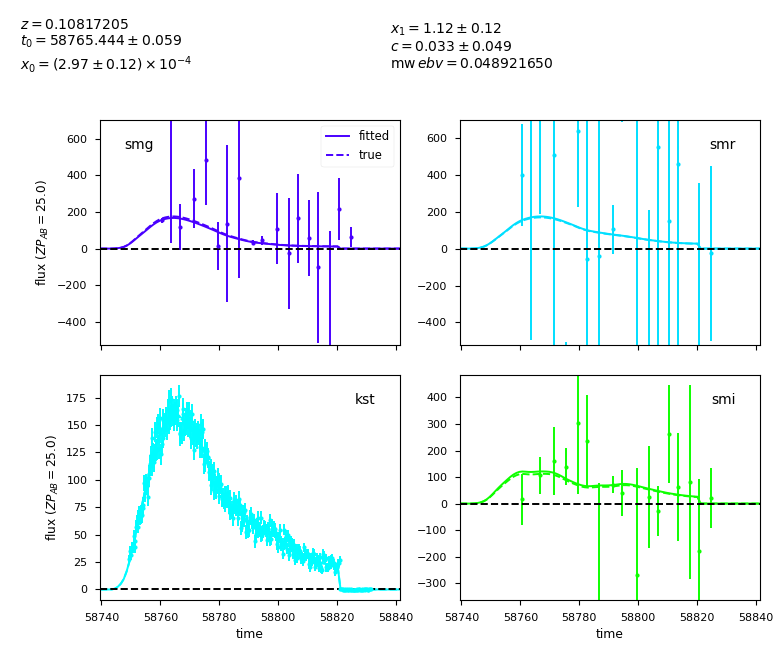 z = 0.10817205
t₀ = 58765.444 ± 0.059
x₀ = (2.97 ± 0.12) × 10⁻⁴
x₁ = 1.12 ± 0.12
c = 0.033 ± 0.049
mw ebv = 0.048921650
smg
fitted
true
600
400
200
0
−200
−400
flux (ZP_AB = 25.0)
smr
600
400
200
0
−200
−400
kst
175
150
125
100
75
50
25
0
flux (ZP_AB = 25.0)
58740 58760 58780 58800 58820 58840
time
smi
400
300
200
100
0
−100
−200
−300
58740 58760 58780 58800 58820 58840
time